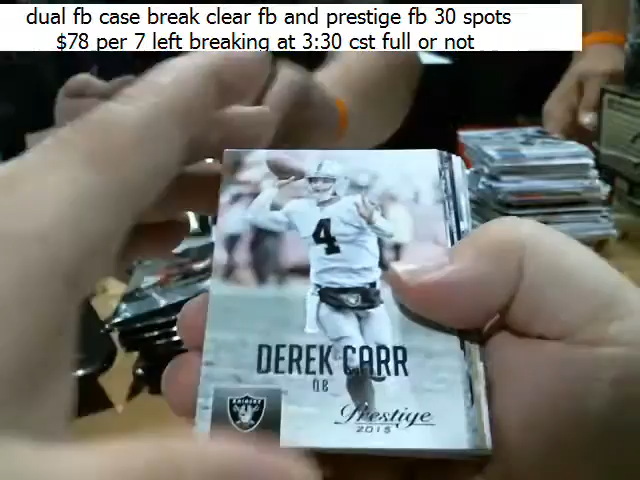 dual fb case break clear fb and prestige fb 30 spots
$78 per 7 left breaking at 3:30 cst full or not
4
DEREK CARR
QB
RAIDERS
Prestige
2015